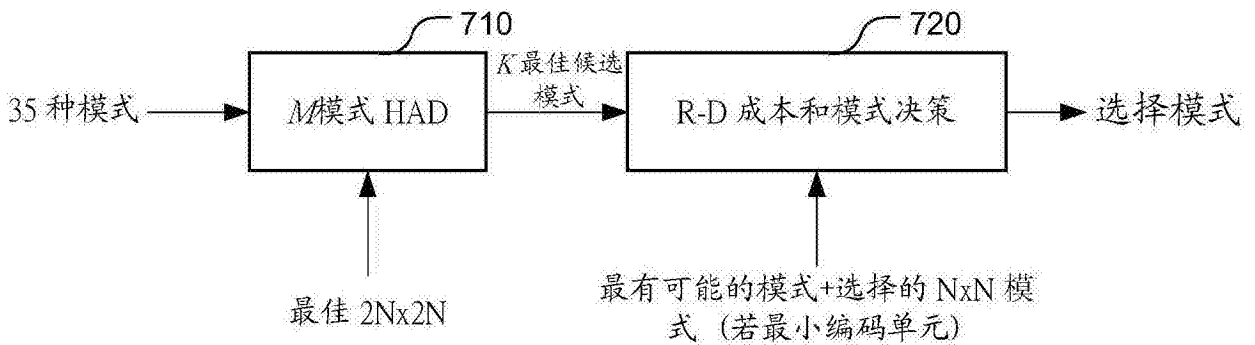 710
720
35 种模式
M模式 HAD
K 最佳候选
模式
R-D 成本和模式决策
选择模式
最佳 2Nx2N
最有可能的模式+选择的 NxN 模
式（若最小编码单元）